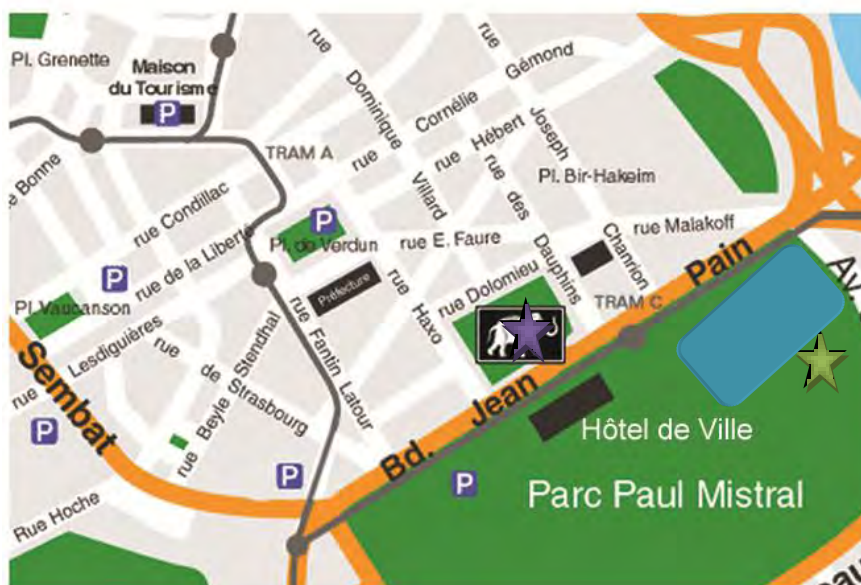 Pl. Grenette
Maison
du Tourisme
P
TRAM A
rue
Dominique
Villard
rue
Cornélie
Gémond
rue
Hébert
rue
Joseph
Chanrion
rue
des
Dauphins
Pl. Bir-Hakeim
rue Malakoff
Bonne
rue Condillac
rue de la Liberté
P
Pl. de Verdun
rue E. Faure
P
Pl. Vaucanson
Préfecture
rue
Haxo
rue Dolomieu
TRAM C
Pain
Av.
rue
Lesdiguières
rue
de
Strasbourg
rue
Beyle
Stendhal
rue
Fantin
Latour
Sembat
P
Bd.
Jean
Hôtel de Ville
P
P
Parc Paul Mistral
Rue Hoche